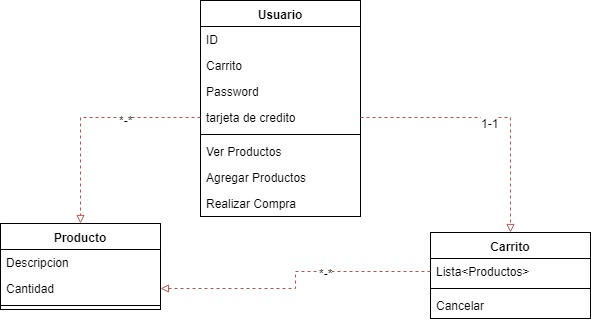 Usuario
ID
Carrito
Password
tarjeta de credito
*-*
1-1
Ver Productos
Agregar Productos
Realizar Compra
Producto
Descripcion
Cantidad
*-*
Carrito
Lista<Productos>
Cancelar